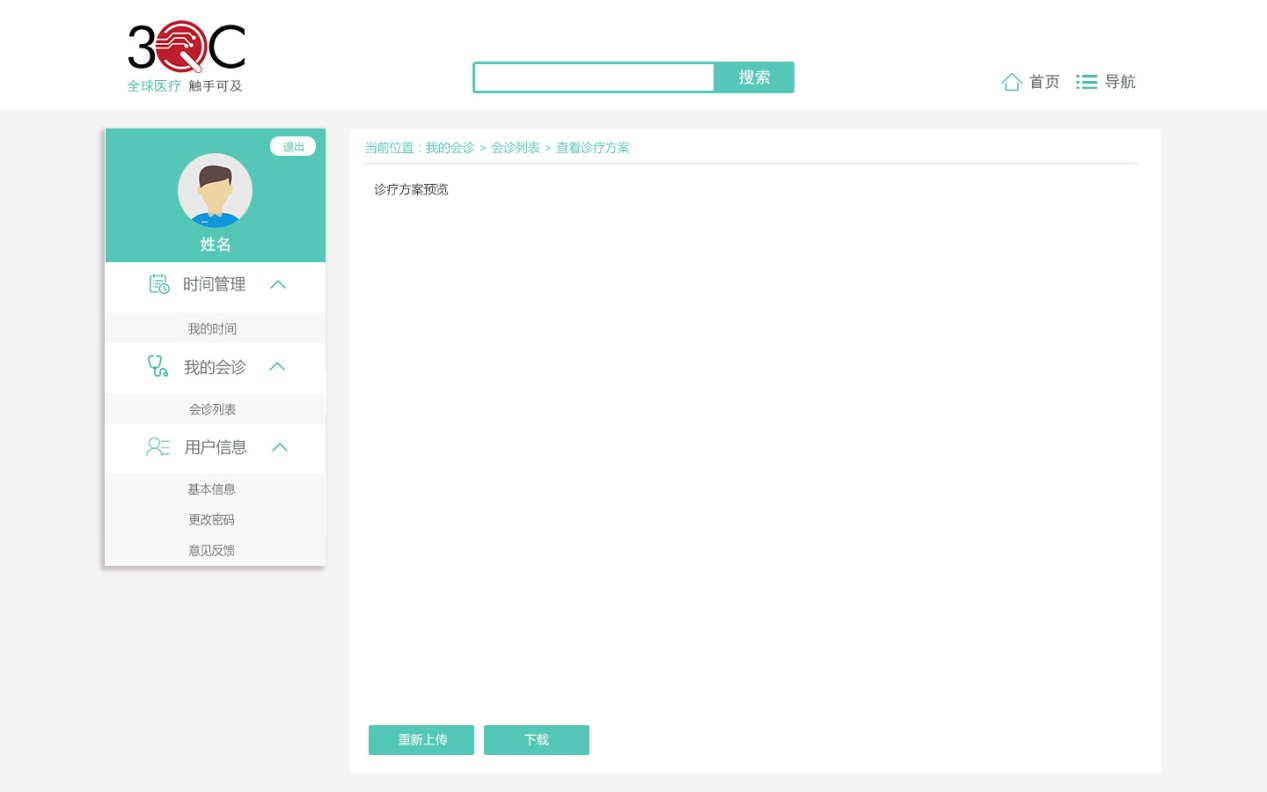 3QC
全球医疗 触手可及
搜索
首页
导航
退出
姓名
时间管理
我的时间
我的会诊
会诊列表
用户信息
基本信息
更改密码
意见反馈
当前位置：我的会诊 > 会诊列表 > 查看诊疗方案
诊疗方案预览
重新上传
下载